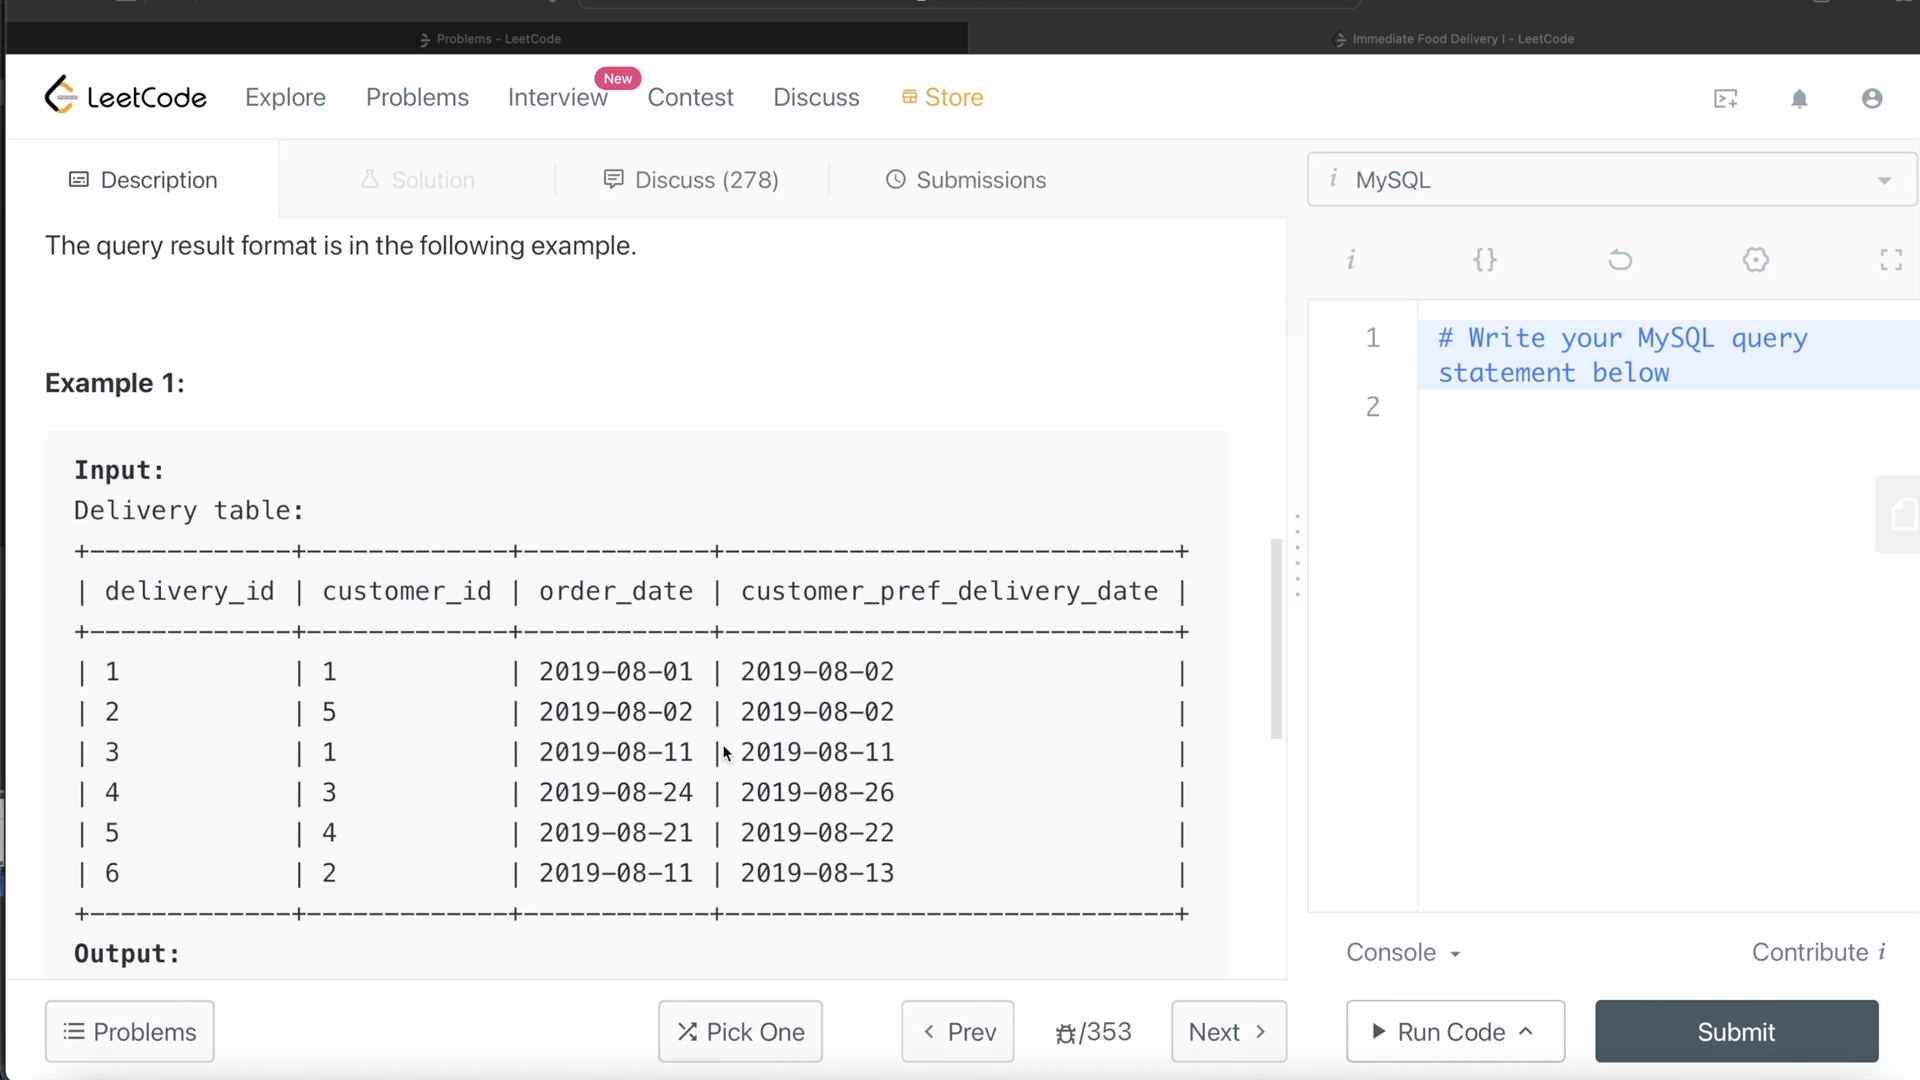 Problems - LeetCode
Immediate Food Delivery I - LeetCode
LeetCode
Explore
Problems
Interview
New
Contest
Discuss
Store
Description
Solution
Discuss (278)
Submissions
i MySQL
The query result format is in the following example.
i {}
1 # Write your MySQL query
statement below
2
Example 1:
Input:
Delivery table:
+-------------+-------------+------------+-----------------------------+
| delivery_id | customer_id | order_date | customer_pref_delivery_date |
+-------------+-------------+------------+-----------------------------+
| 1           | 1           | 2019-08-01 | 2019-08-02                  |
| 2           | 5           | 2019-08-02 | 2019-08-02                  |
| 3           | 1           | 2019-08-11 | 2019-08-11                  |
| 4           | 3           | 2019-08-24 | 2019-08-26                  |
| 5           | 4           | 2019-08-21 | 2019-08-22                  |
| 6           | 2           | 2019-08-11 | 2019-08-13                  |
+-------------+-------------+------------+-----------------------------+
Output:
Console
Contribute i
Problems
Pick One
< Prev
/353
Next >
Run Code
Submit